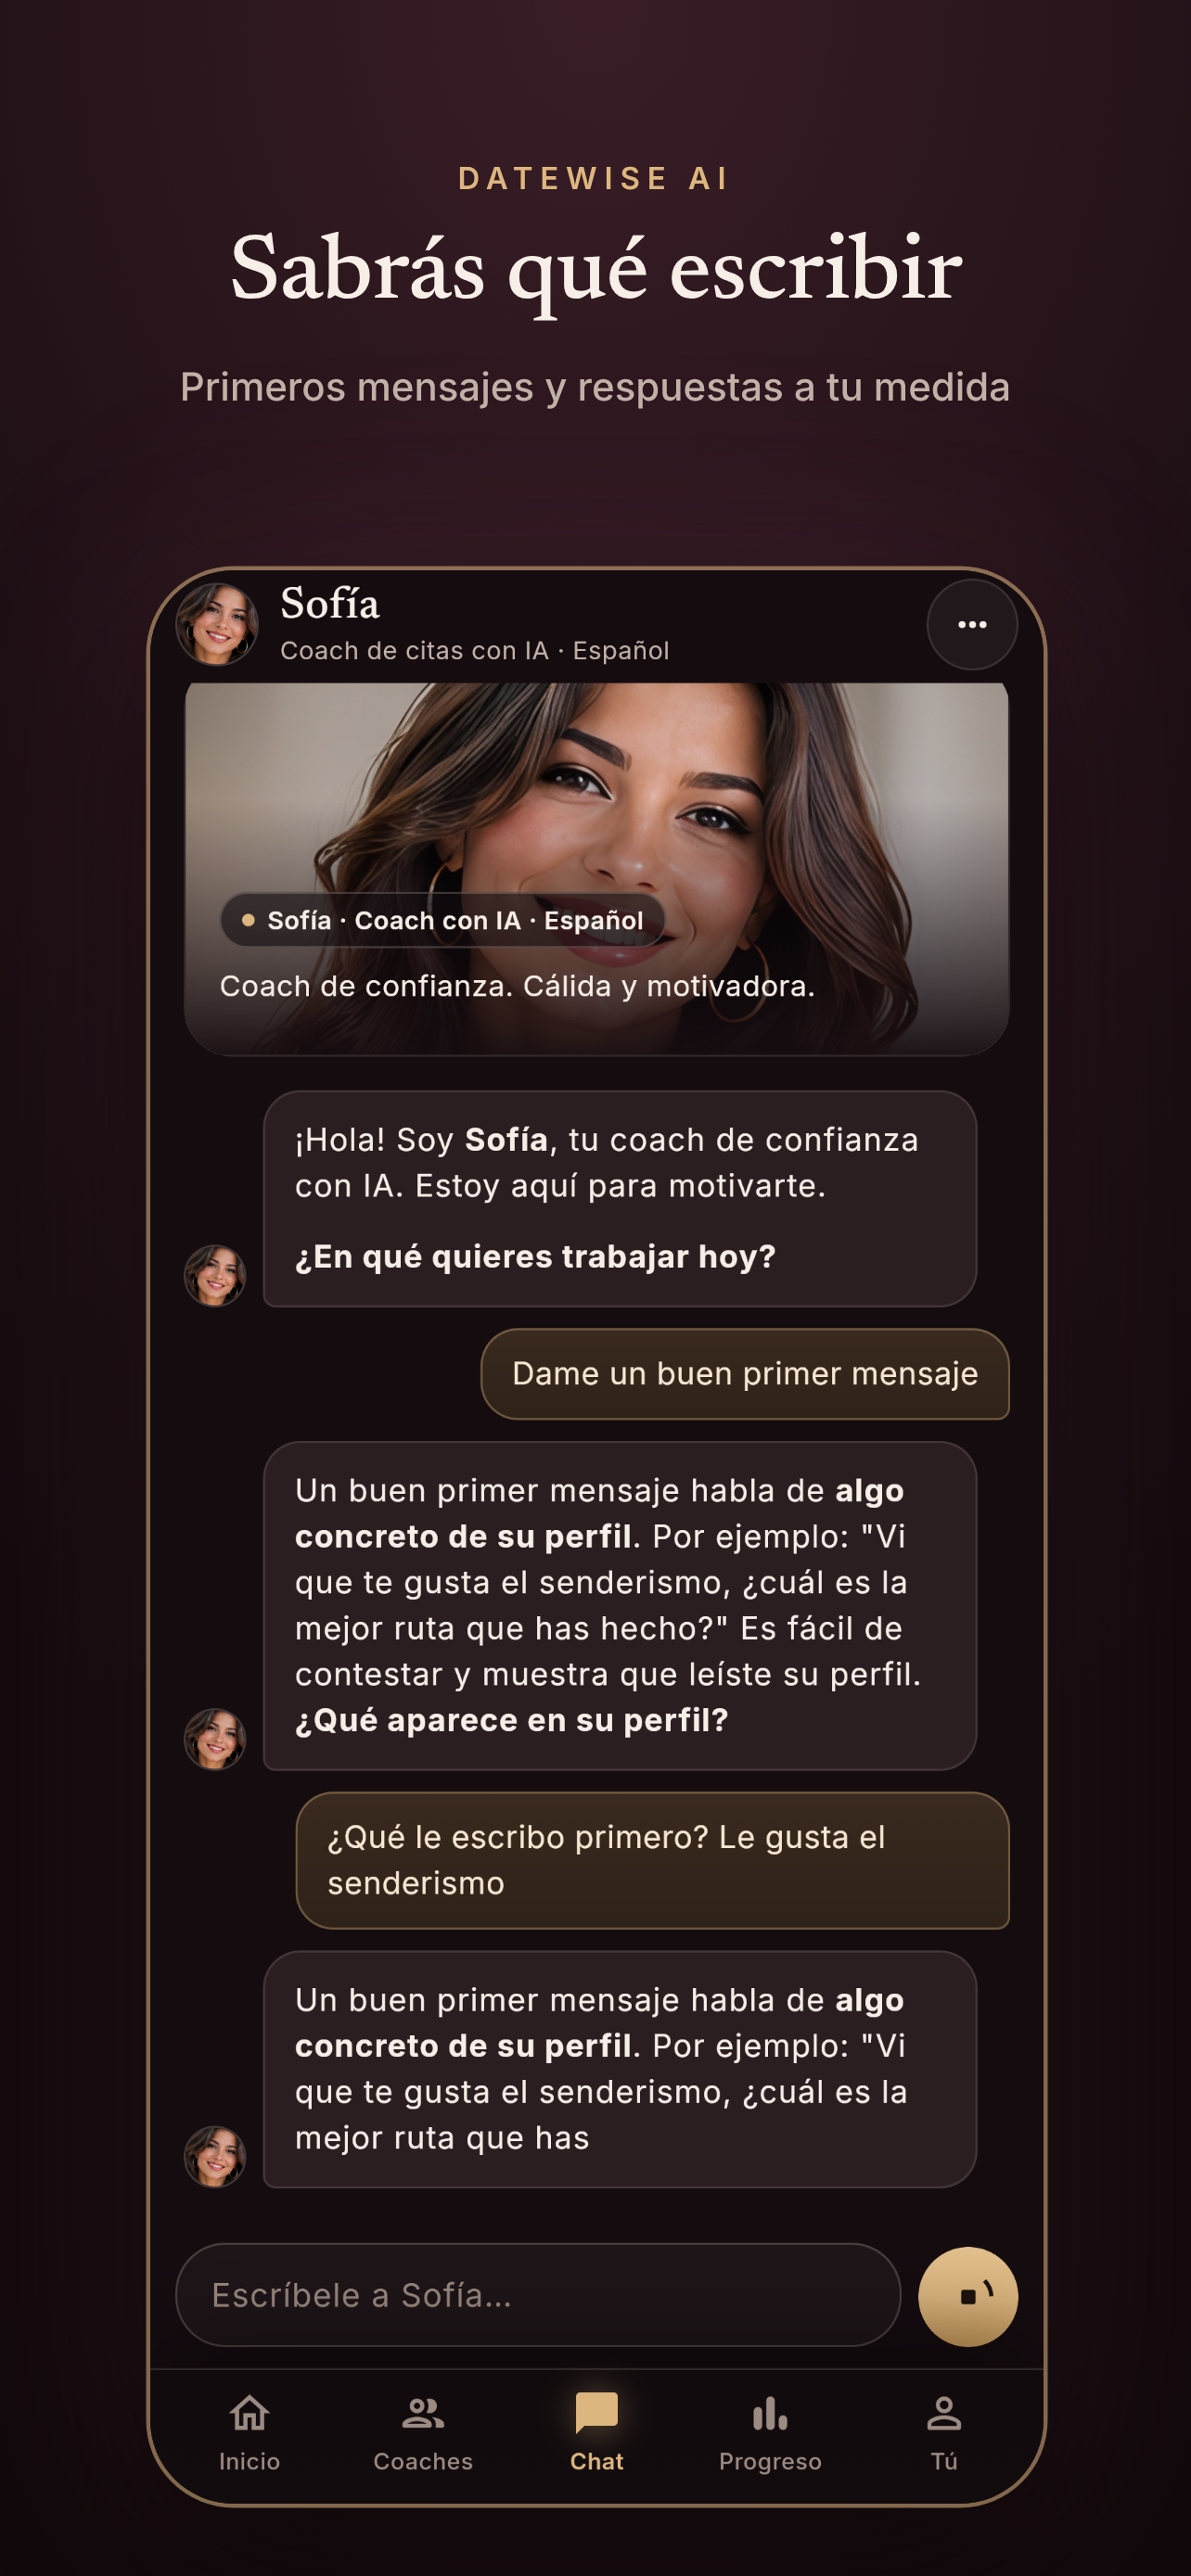 DATEWISE AI
Sabrás qué escribir
Primeros mensajes y respuestas a tu medida
Sofía
Coach de citas con IA · Español
Sofía · Coach con IA · Español
Coach de confianza. Cálida y motivadora.
¡Hola! Soy Sofía, tu coach de confianza
con IA. Estoy aquí para motivarte.
¿En qué quieres trabajar hoy?
Dame un buen primer mensaje
Un buen primer mensaje habla de algo
concreto de su perfil. Por ejemplo: "Vi
que te gusta el senderismo, ¿cuál es la
mejor ruta que has hecho?" Es fácil de
contestar y muestra que leíste su perfil.
¿Qué aparece en su perfil?
¿Qué le escribo primero? Le gusta el
senderismo
Un buen primer mensaje habla de algo
concreto de su perfil. Por ejemplo: "Vi
que te gusta el senderismo, ¿cuál es la
mejor ruta que has
Escríbele a Sofía...
Inicio
Coaches
Chat
Progreso
Tú